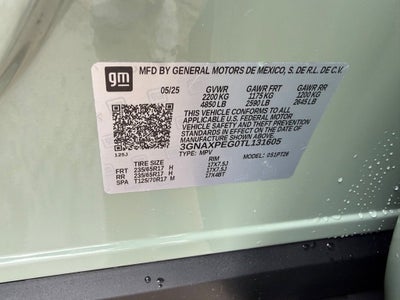 gm
MFD BY GENERAL MOTORS DE MEXICO, S. DE R.L. DE C.V.
05/25 GVWR GAWR FRT GAWR RR
2200 KG 1175 KG 1200 KG
4850 LB 2590 LB 2645 LB
THIS VEHICLE CONFORMS TO ALL
APPLICABLE U.S. FEDERAL MOTOR
VEHICLE SAFETY AND THEFT
PREVENTION STANDARDS IN EFFECT
ON THE DATE OF
MANUFACTURE SHOWN ABOVE.
3GNAXPEG0TL131605
TYPE: MPV
125J
TIRE RIM
FRT 235/65R17 H 17X7.5J
RR 235/65R17 H 17X7.5J
SPA T125/70R17 M 17X4BT